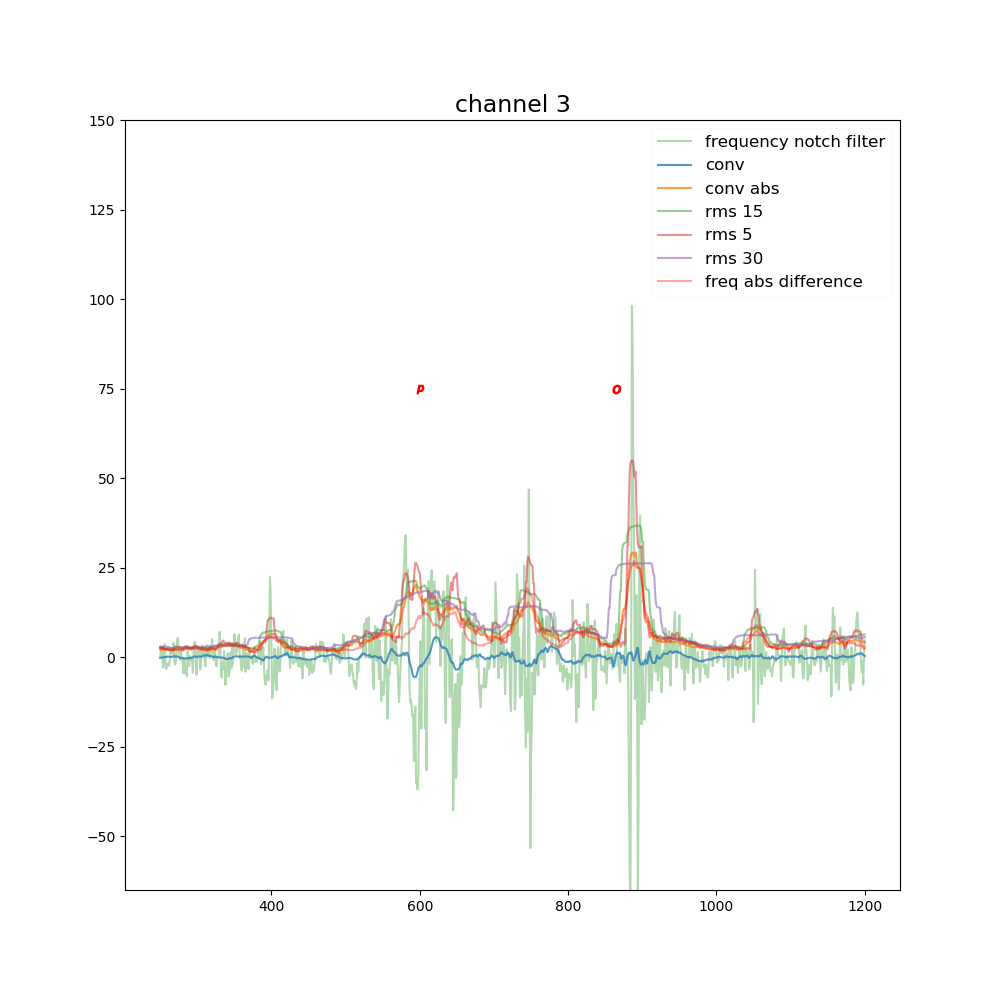 channel 3
150
125
100
75
50
25
0
−25
−50
400 600 800 1000 1200
frequency notch filter
conv
conv abs
rms 15
rms 5
rms 30
freq abs difference
p o